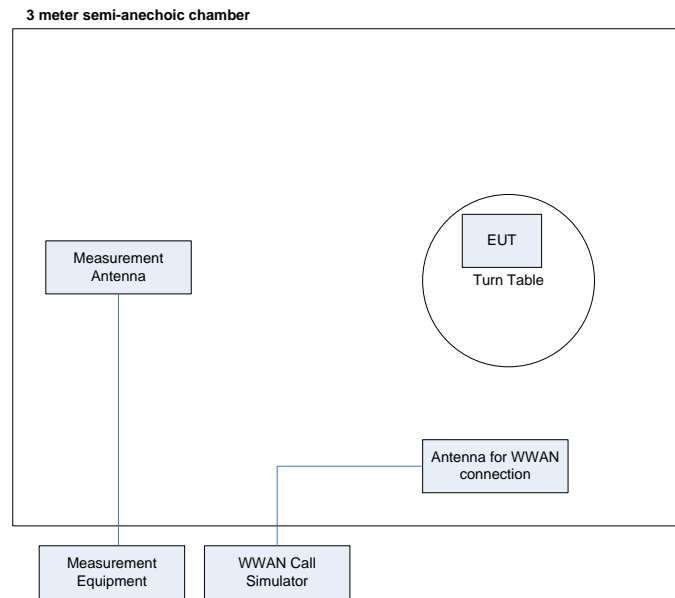 3 meter semi-anechoic chamber
EUT
Measurement
Antenna
Turn Table
Antenna for WWAN
connection
Measurement
Equipment
WWAN Call
Simulator